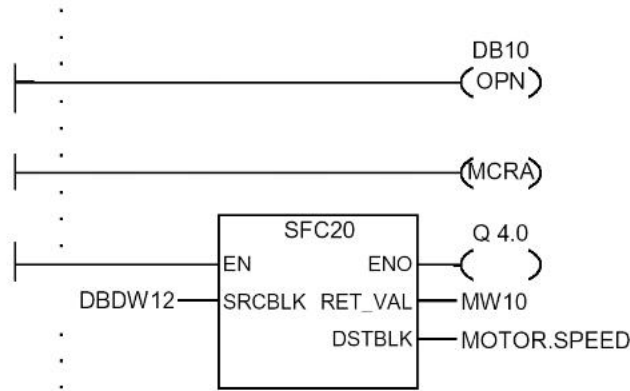 DB10
OPN
MCRA
SFC20
Q 4.0
EN ENO
DBDW12 SRCBLK RET_VAL MW10
DSTBLK MOTOR.SPEED